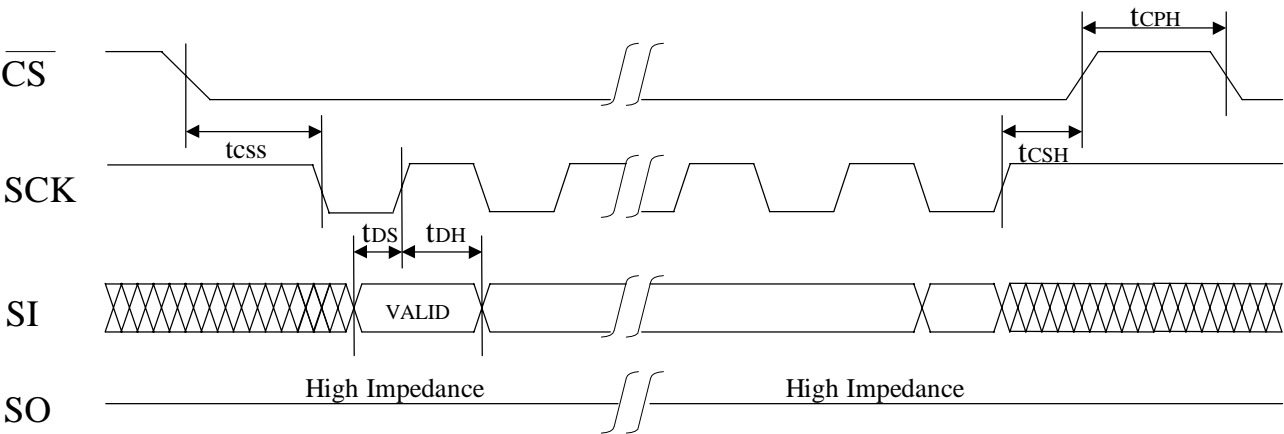 tCPH
CS
tCSS
tCSH
SCK
tDS
tDH
SI
VALID
High Impedance
High Impedance
SO